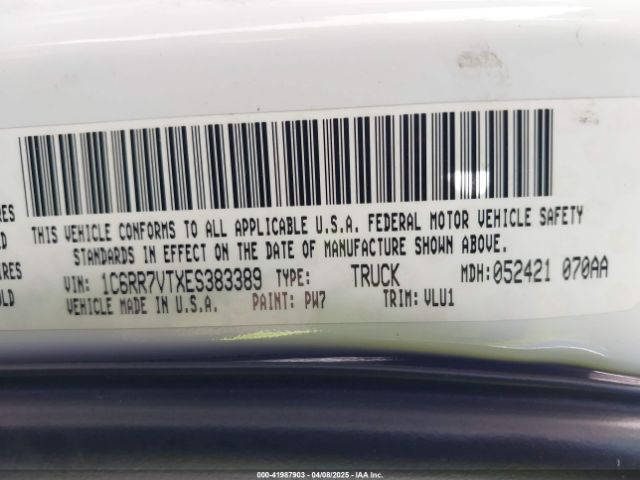 THIS VEHICLE CONFORMS TO ALL APPLICABLE U.S.A. FEDERAL MOTOR VEHICLE SAFETY
STANDARDS IN EFFECT ON THE DATE OF MANUFACTURE SHOWN ABOVE.
RES
LD
VIN: 1C6RR7VTXES383389 TYPE: TRUCK MDH: 052421 070AA
IRES
VEHICLE MADE IN U.S.A. PAINT: PW7 TRIM: VLU1
OLD
000-41987903 - 04/08/2025 - IAA Inc.